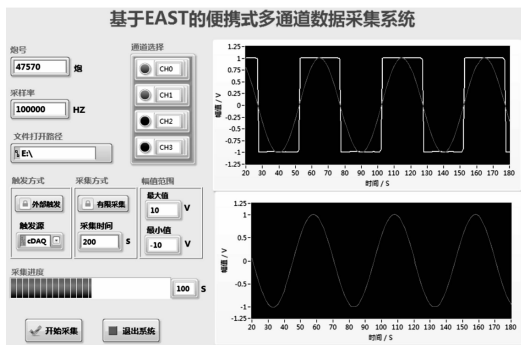 基于EAST的便携式多通道数据采集系统
炮号
47570 炮
采样率
100000 HZ
文件打开路径
E:\
通道选择
CH0
CH1
CH2
CH3
触发方式
外部触发
触发源
cDAQ
采集方式
有限采集
采集时间
200 S
幅值范围
最大值
10 V
最小值
-10 V
采集进度
100 S
开始采集
退出系统
幅值 / V
1.25
1
0.75
0.5
0.25
0
-0.25
-0.5
-0.75
-1
-1.25
20 30 40 50 60 70 80 90 100 110 120 130 140 150 160 170 180
时间 / S
幅值 / V
1.25
1
0.5
0
-0.5
-1
-1.25
20 30 40 50 60 70 80 90 100 110 120 130 140 150 160 170 180
时间 / S